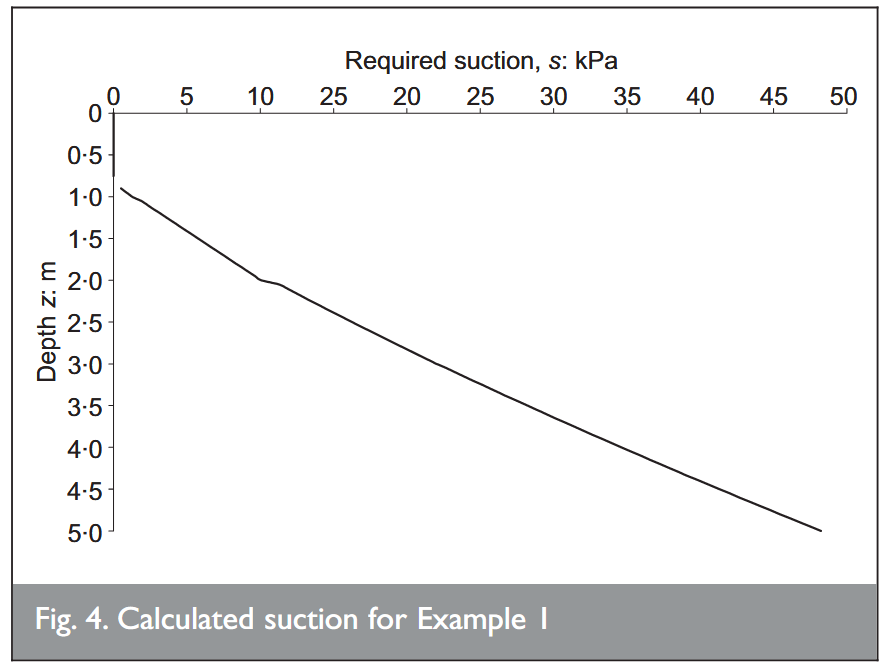 Required suction, s: kPa
0 5 10 25 20 25 30 35 40 45 50
0
0·5
1·0
1·5
2·0
2·5
3·0
3·5
4·0
4·5
5·0
Depth z: m
Fig. 4. Calculated suction for Example 1